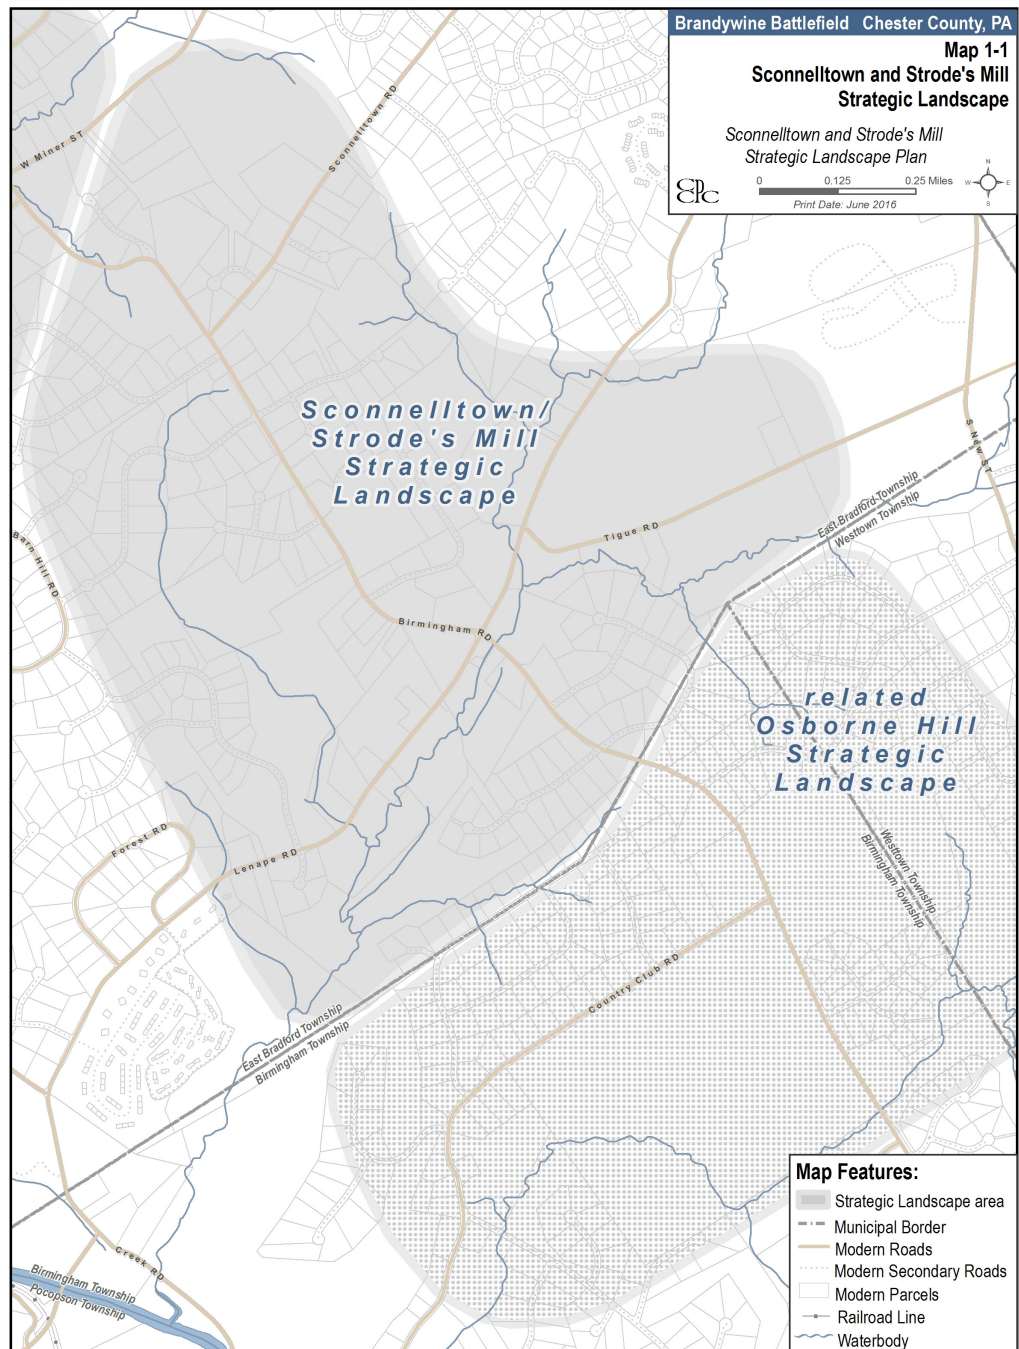 Brandywine Battlefield Chester County, PA
Map 1-1
Sconnelltown and Strode's Mill
Strategic Landscape
Sconnelltown and Strode's Mill
Strategic Landscape Plan
0 0.125 0.25 Miles
Print Date: June 2016
CCPC
N
W E
S
W Miner ST
Sconnelltown RD
Sconnelltown/
Strode's Mill
Strategic
Landscape
S New ST
East Bradford Township
Westtown Township
Tigue RD
Barn Hill RD
Birmingham RD
related
Osborne Hill
Strategic
Landscape
Forest RD
Lenape RD
Westtown Township
Birmingham Township
Country Club RD
East Bradford Township
Birmingham Township
Creek RD
Birmingham Township
Pocopson Township
Map Features:
Strategic Landscape area
Municipal Border
Modern Roads
Modern Secondary Roads
Modern Parcels
Railroad Line
Waterbody